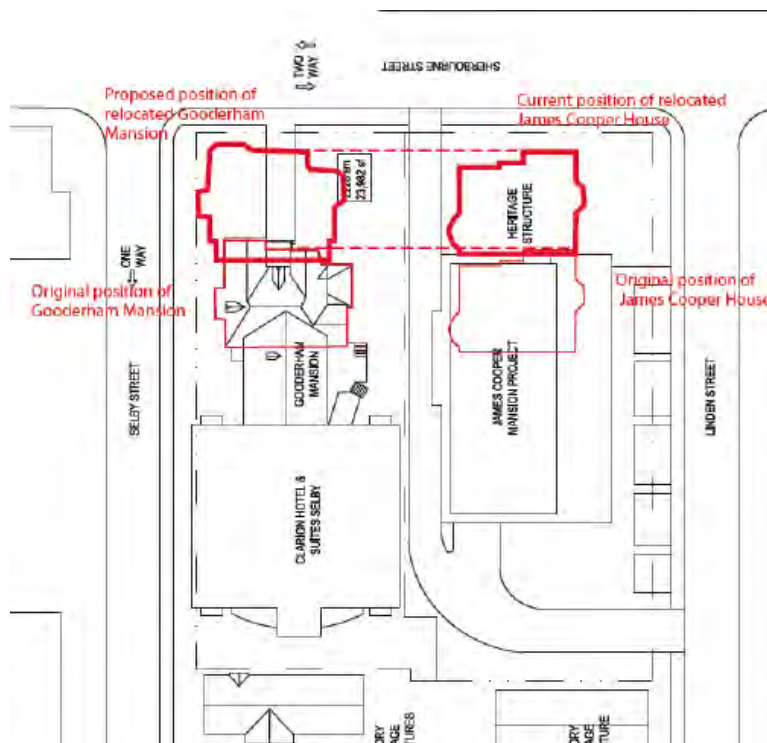 SHERBOURNE STREET
TWO
WAY
Proposed position of
relocated Gooderham
Mansion
Current position of relocated
James Cooper House
23,982 sf
HERITAGE
STRUCTURE
ONE
WAY
Original position of
Gooderham Mansion
Original position of
James Cooper House
GOODERHAM
MANSION
JAMES COOPER
MANSION PROJECT
SELBY STREET
LINDEN STREET
CLARION HOTEL &
SUITES SELBY